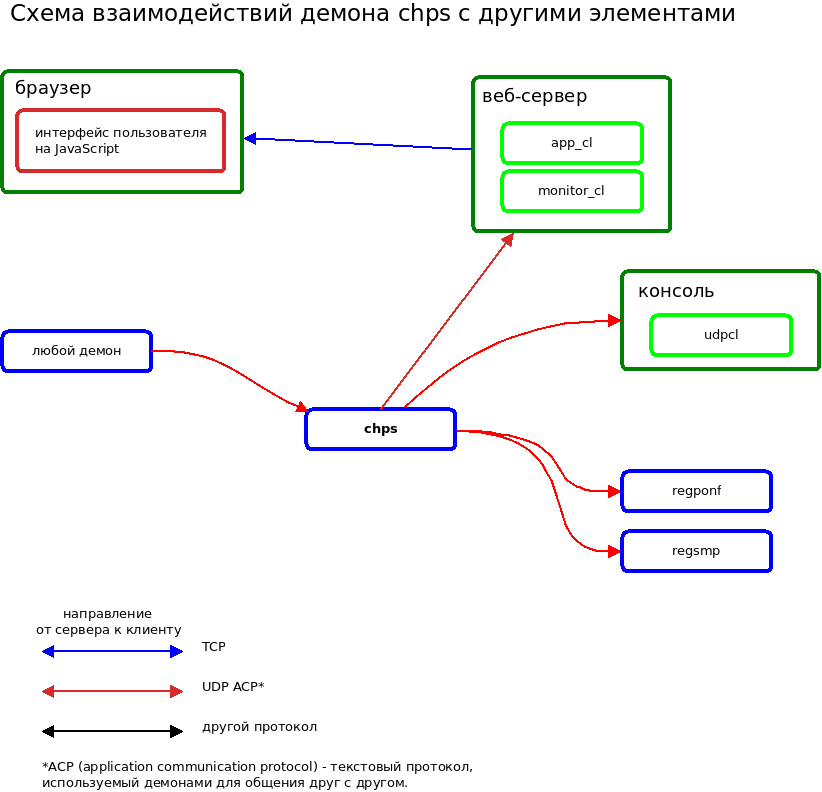 Схема взаимодействий демона chps с другими элементами
браузер
интерфейс пользователя
на JavaScript
веб-сервер
app_cl
monitor_cl
консоль
udpcl
любой демон
chps
regponf
regsmp
направление
от сервера к клиенту
TCP
UDP ACP*
другой протокол
*ACP (application communication protocol) - текстовый протокол,
используемый демонами для общения друг с другом.